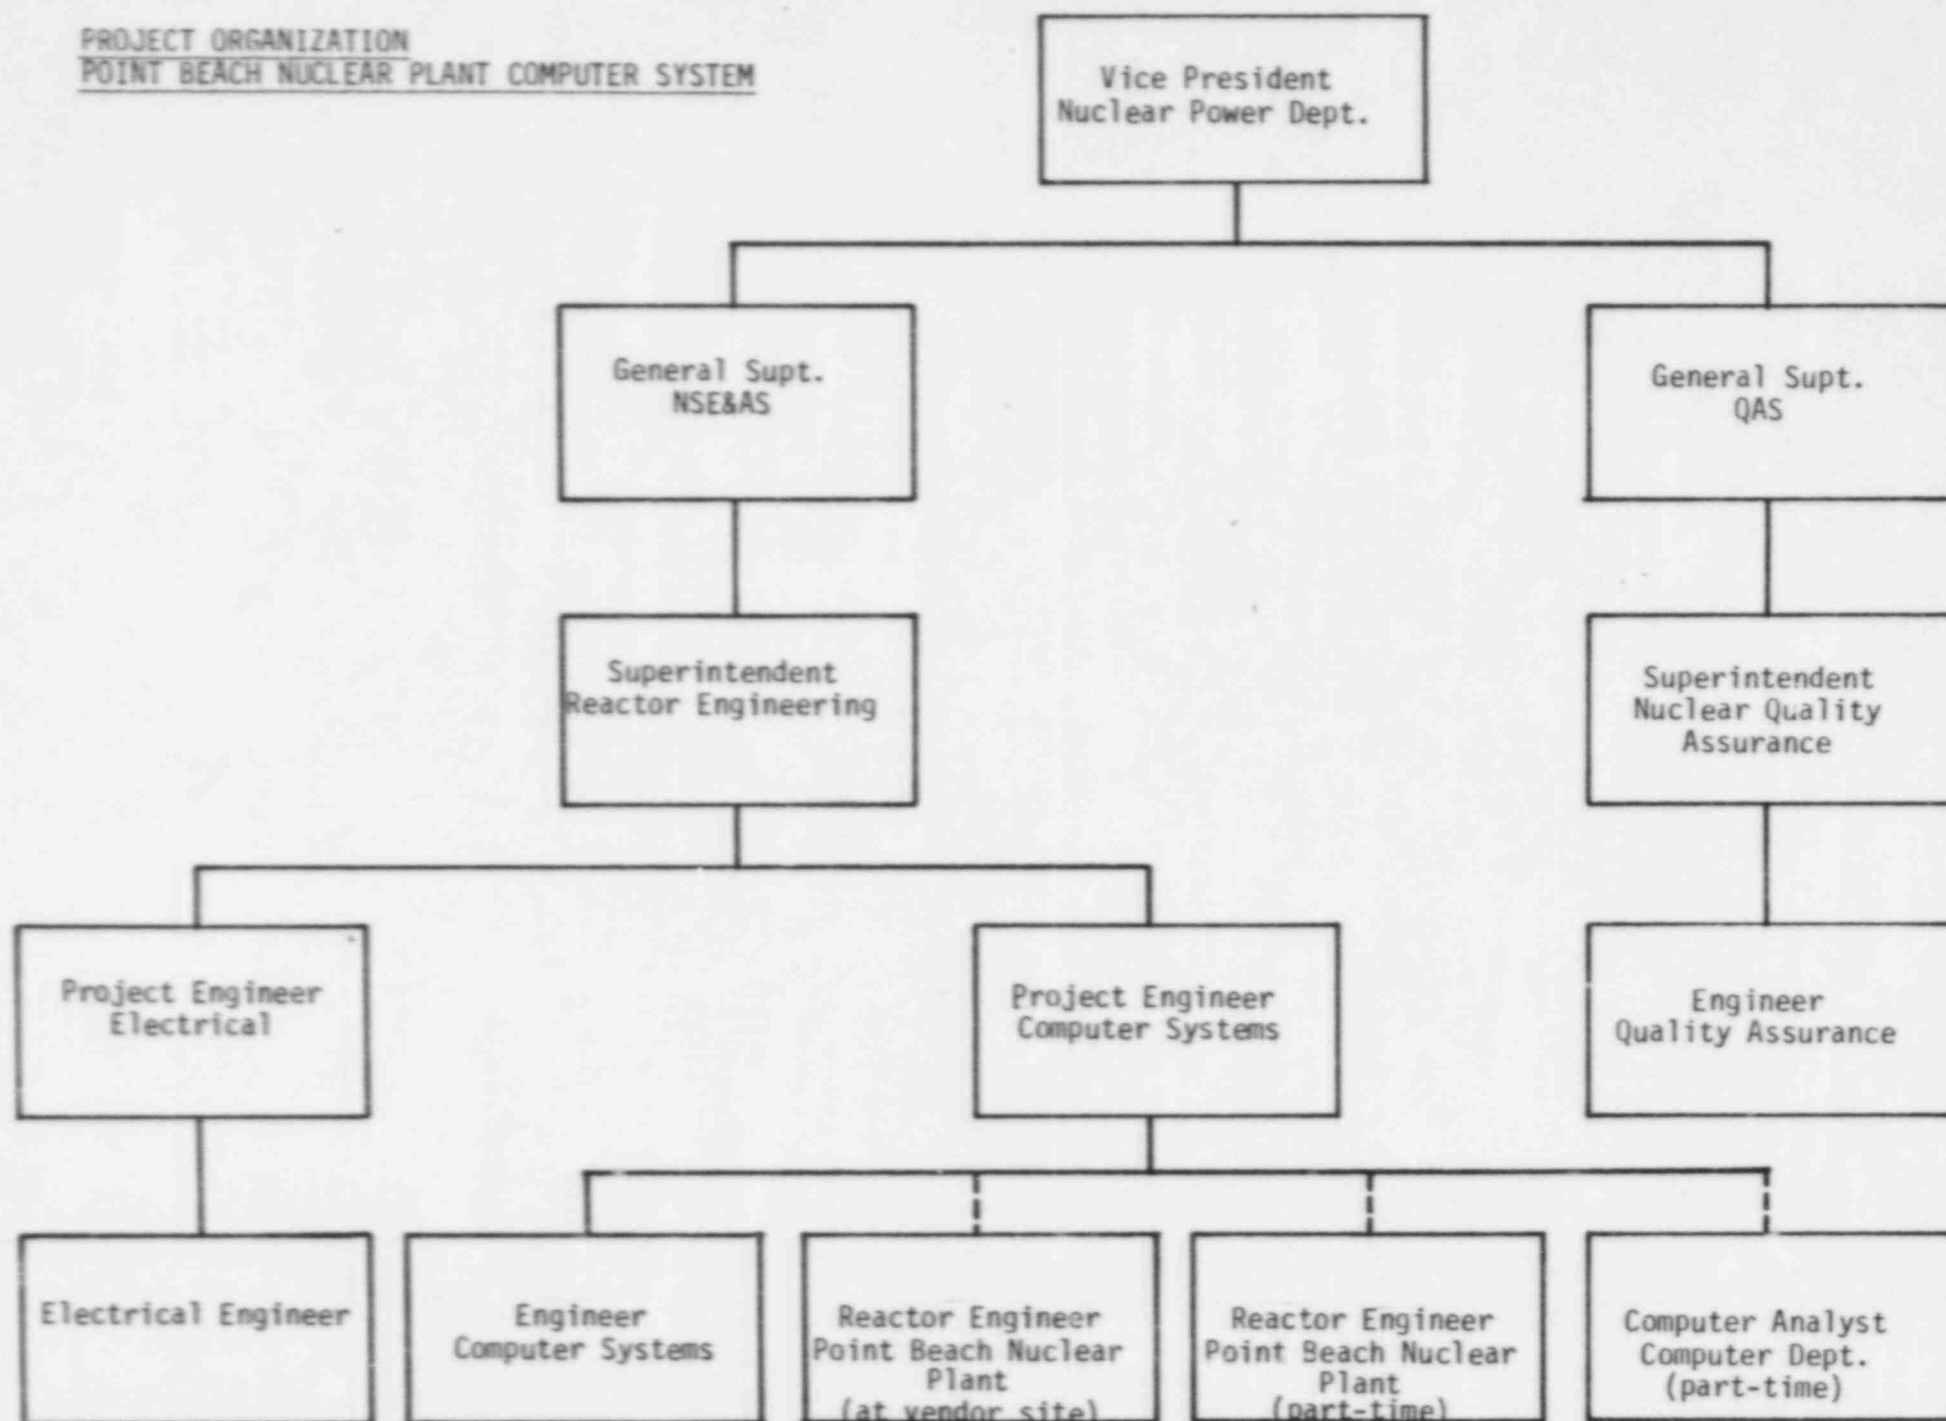 PROJECT ORGANIZATION
POINT BEACH NUCLEAR PLANT COMPUTER SYSTEM
Vice President
Nuclear Power Dept.
General Supt.
NSE&AS
General Supt.
QAS
Superintendent
Reactor Engineering
Superintendent
Nuclear Quality
Assurance
Project Engineer
Electrical
Project Engineer
Computer Systems
Engineer
Quality Assurance
Electrical Engineer
Engineer
Computer Systems
Reactor Engineer
Point Beach Nuclear
Plant
(at vendor site)
Reactor Engineer
Point Beach Nuclear
Plant
(part-time)
Computer Analyst
Computer Dept.
(part-time)